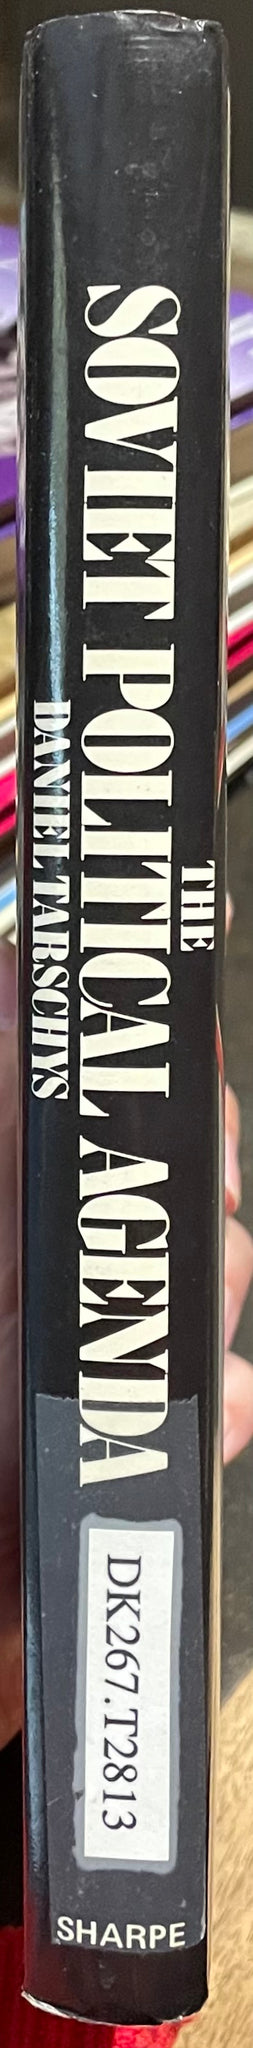 THE
SOVIET POLITICAL AGENDA
DANIEL TARSCHYS
DK267.T2813
SHARPE